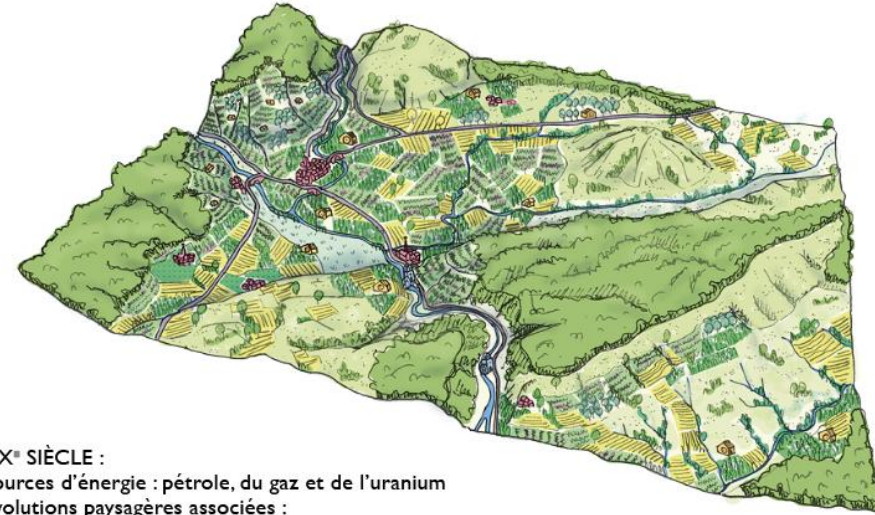 Xᵉ SIÈCLE :
ources d’énergie : pétrole, du gaz et de l’uranium
volutions paysagères associées :